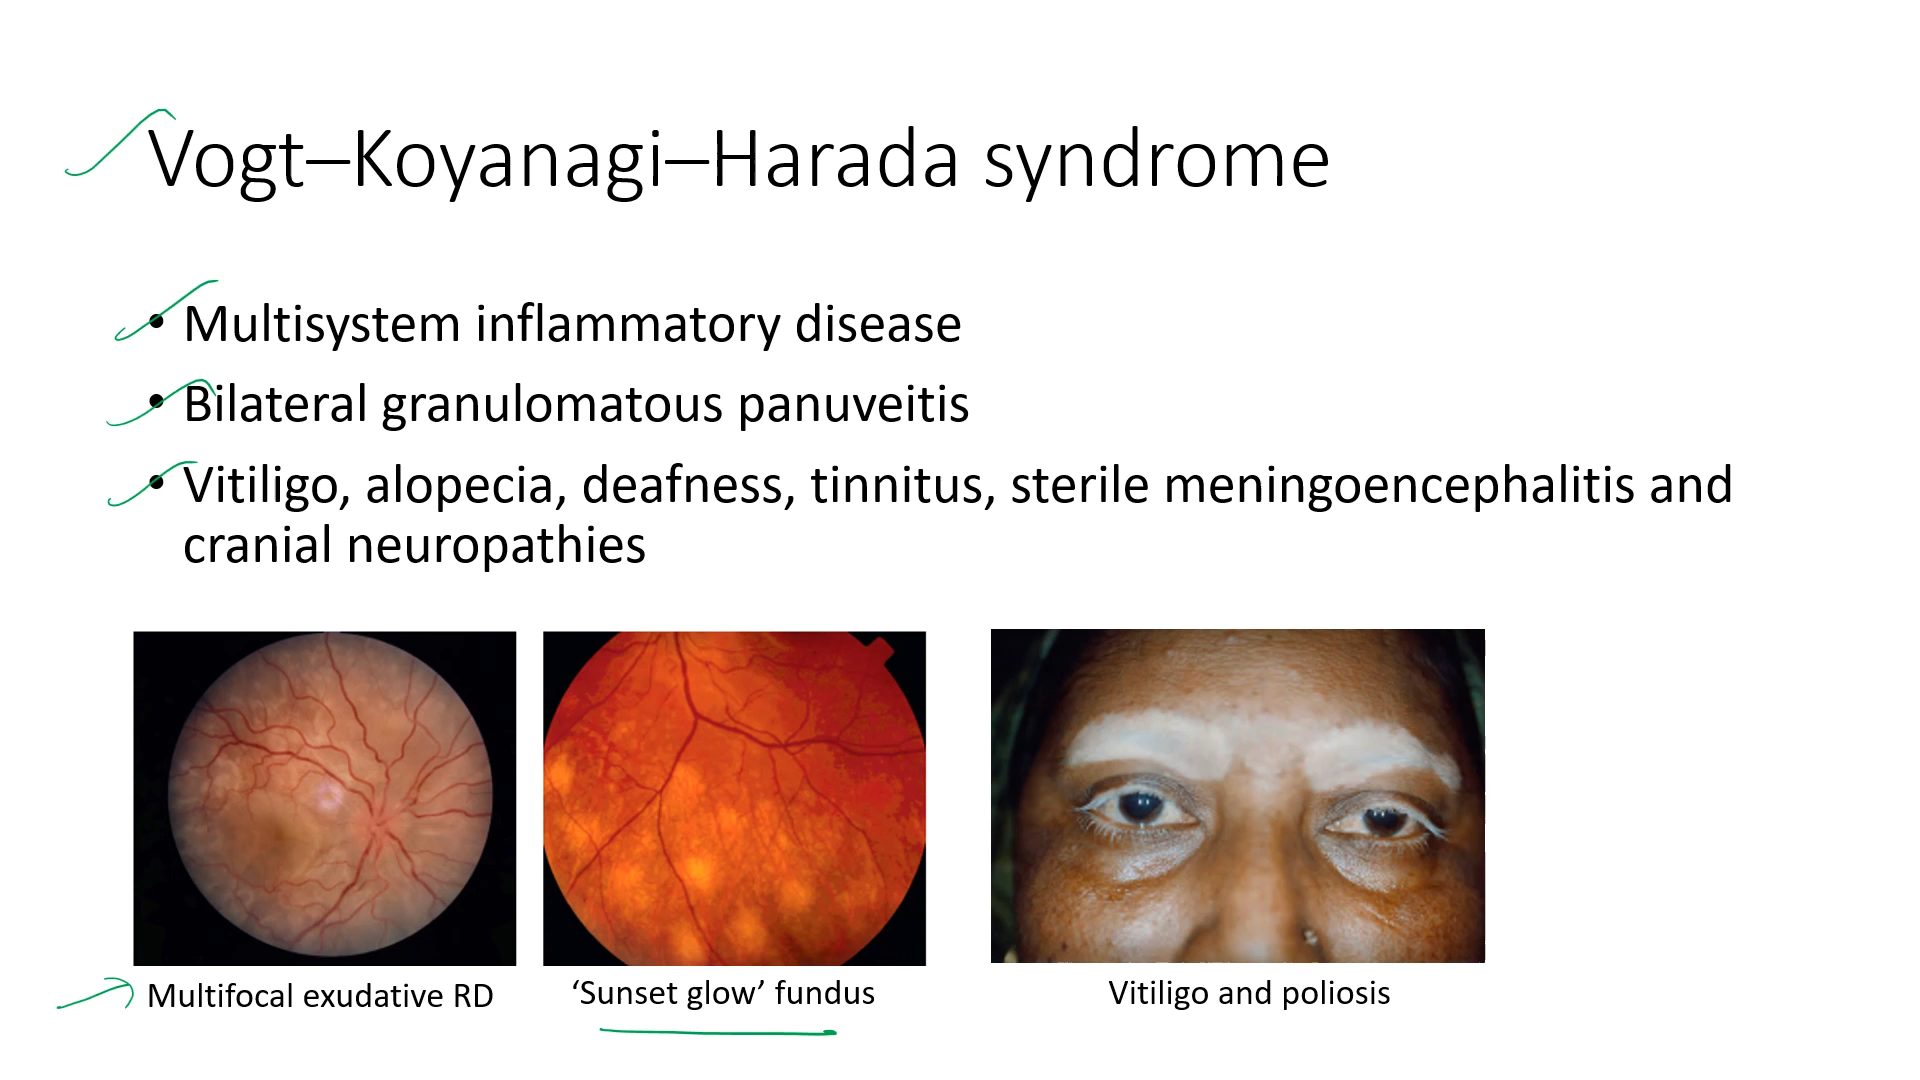 Vogt–Koyanagi–Harada syndrome
• Multisystem inflammatory disease
• Bilateral granulomatous panuveitis
• Vitiligo, alopecia, deafness, tinnitus, sterile meningoencephalitis and
cranial neuropathies
Multifocal exudative RD
‘Sunset glow’ fundus
Vitiligo and poliosis